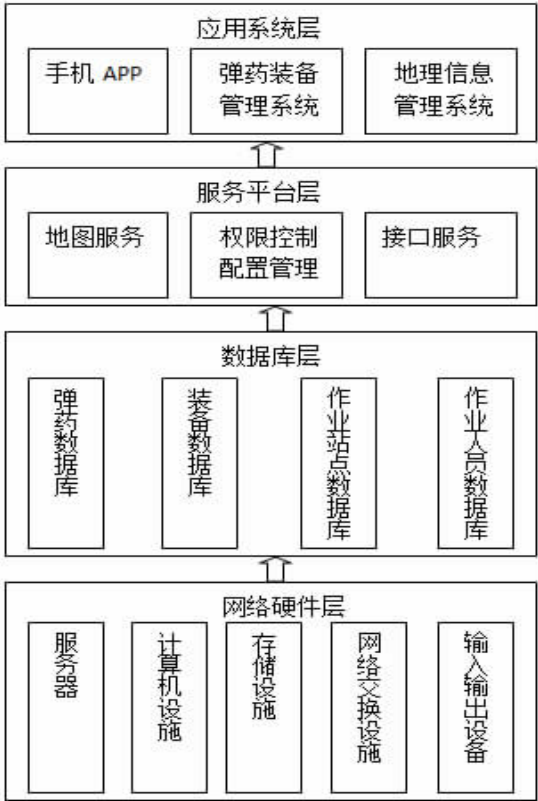 应用系统层
手机 APP
弹药装备
管理系统
地理信息
管理系统
服务平台层
地图服务
权限控制
配置管理
接口服务
数据库层
弹药数据库
装备数据库
作业站点数据库
作业人员数据库
网络硬件层
服务器
计算机设施
存储设施
网络交换设施
输入输出设备